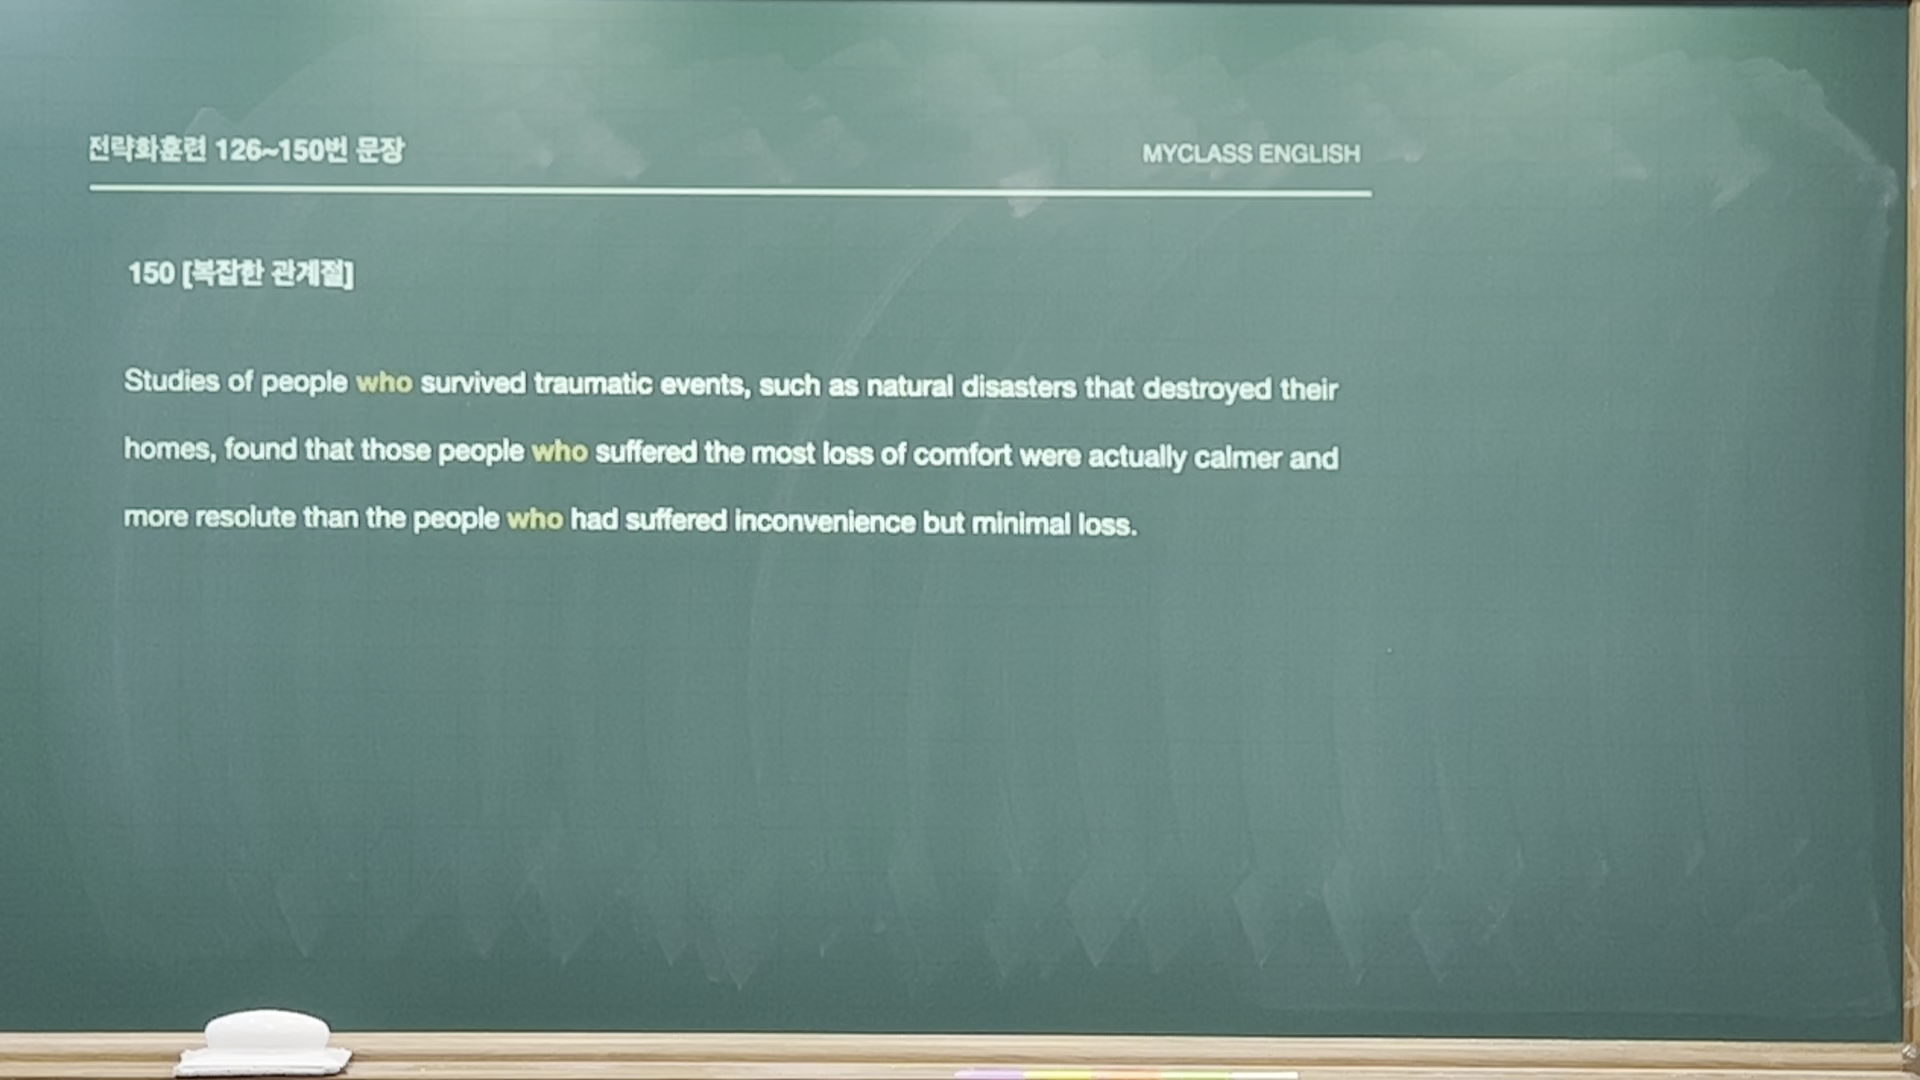 전략화훈련 126~150번 문장 MYCLASS ENGLISH
150 [복잡한 관계절]
Studies of people who survived traumatic events, such as natural disasters that destroyed their
homes, found that those people who suffered the most loss of comfort were actually calmer and
more resolute than the people who had suffered inconvenience but minimal loss.